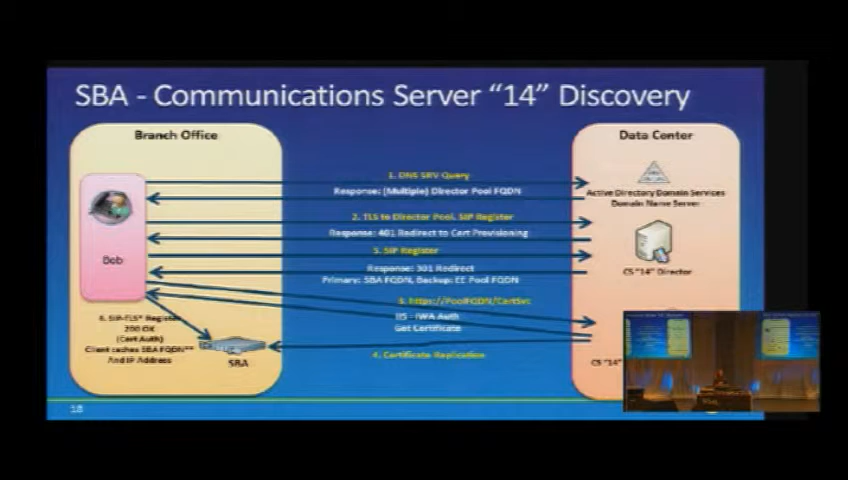 SBA - Communications Server "14" Discovery
Branch Office
Data Center
1. DNS SRV Query
Response: (Multiple) Director Pool FQDN
Active Directory Domain Services
Domain Name Server
2. TLS to Director Pool, SIP Register
Response: 401 Redirect to Cert Provisioning
5. SIP Register
Response: 301 Redirect
Primary: SBA FQDN, Backup: EE Pool FQDN
Bob
CS "14" Director
3. https://PoolFQDN/CertSvc
IIS - IWA Auth
Get Certificate
6. SIP-TLS* Register
200 OK
(Cert Auth)
Client caches SBA FQDN**
And IP Address
SBA
4. Certificate Replication
CS "14"
18